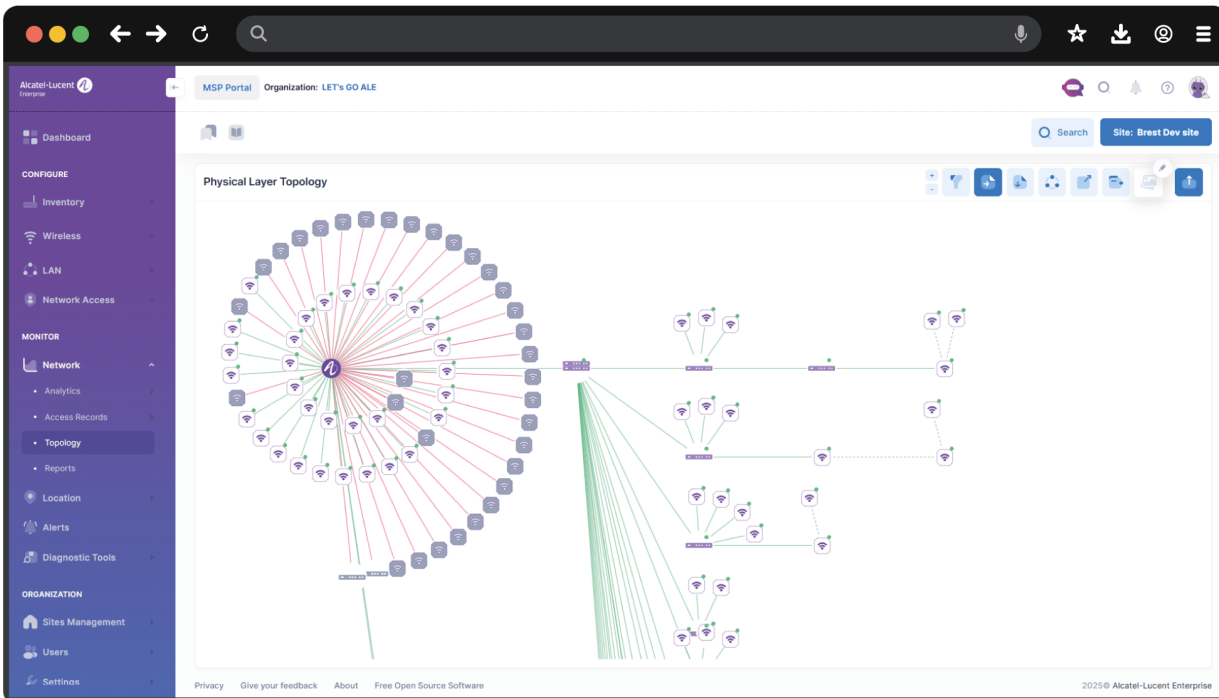 Alcatel-Lucent
Enterprise
MSP Portal Organization: LET's GO ALE
Dashboard
Search
Site: Brest Dev site
CONFIGURE
Inventory
Wireless
LAN
Network Access
MONITOR
Network
Analytics
Access Records
Topology
Reports
Location
Alerts
Diagnostic Tools
ORGANIZATION
Sites Management
Users
Settings
Physical Layer Topology
+
-
Privacy Give your feedback About Free Open Source Software
2025© Alcatel-Lucent Enterprise